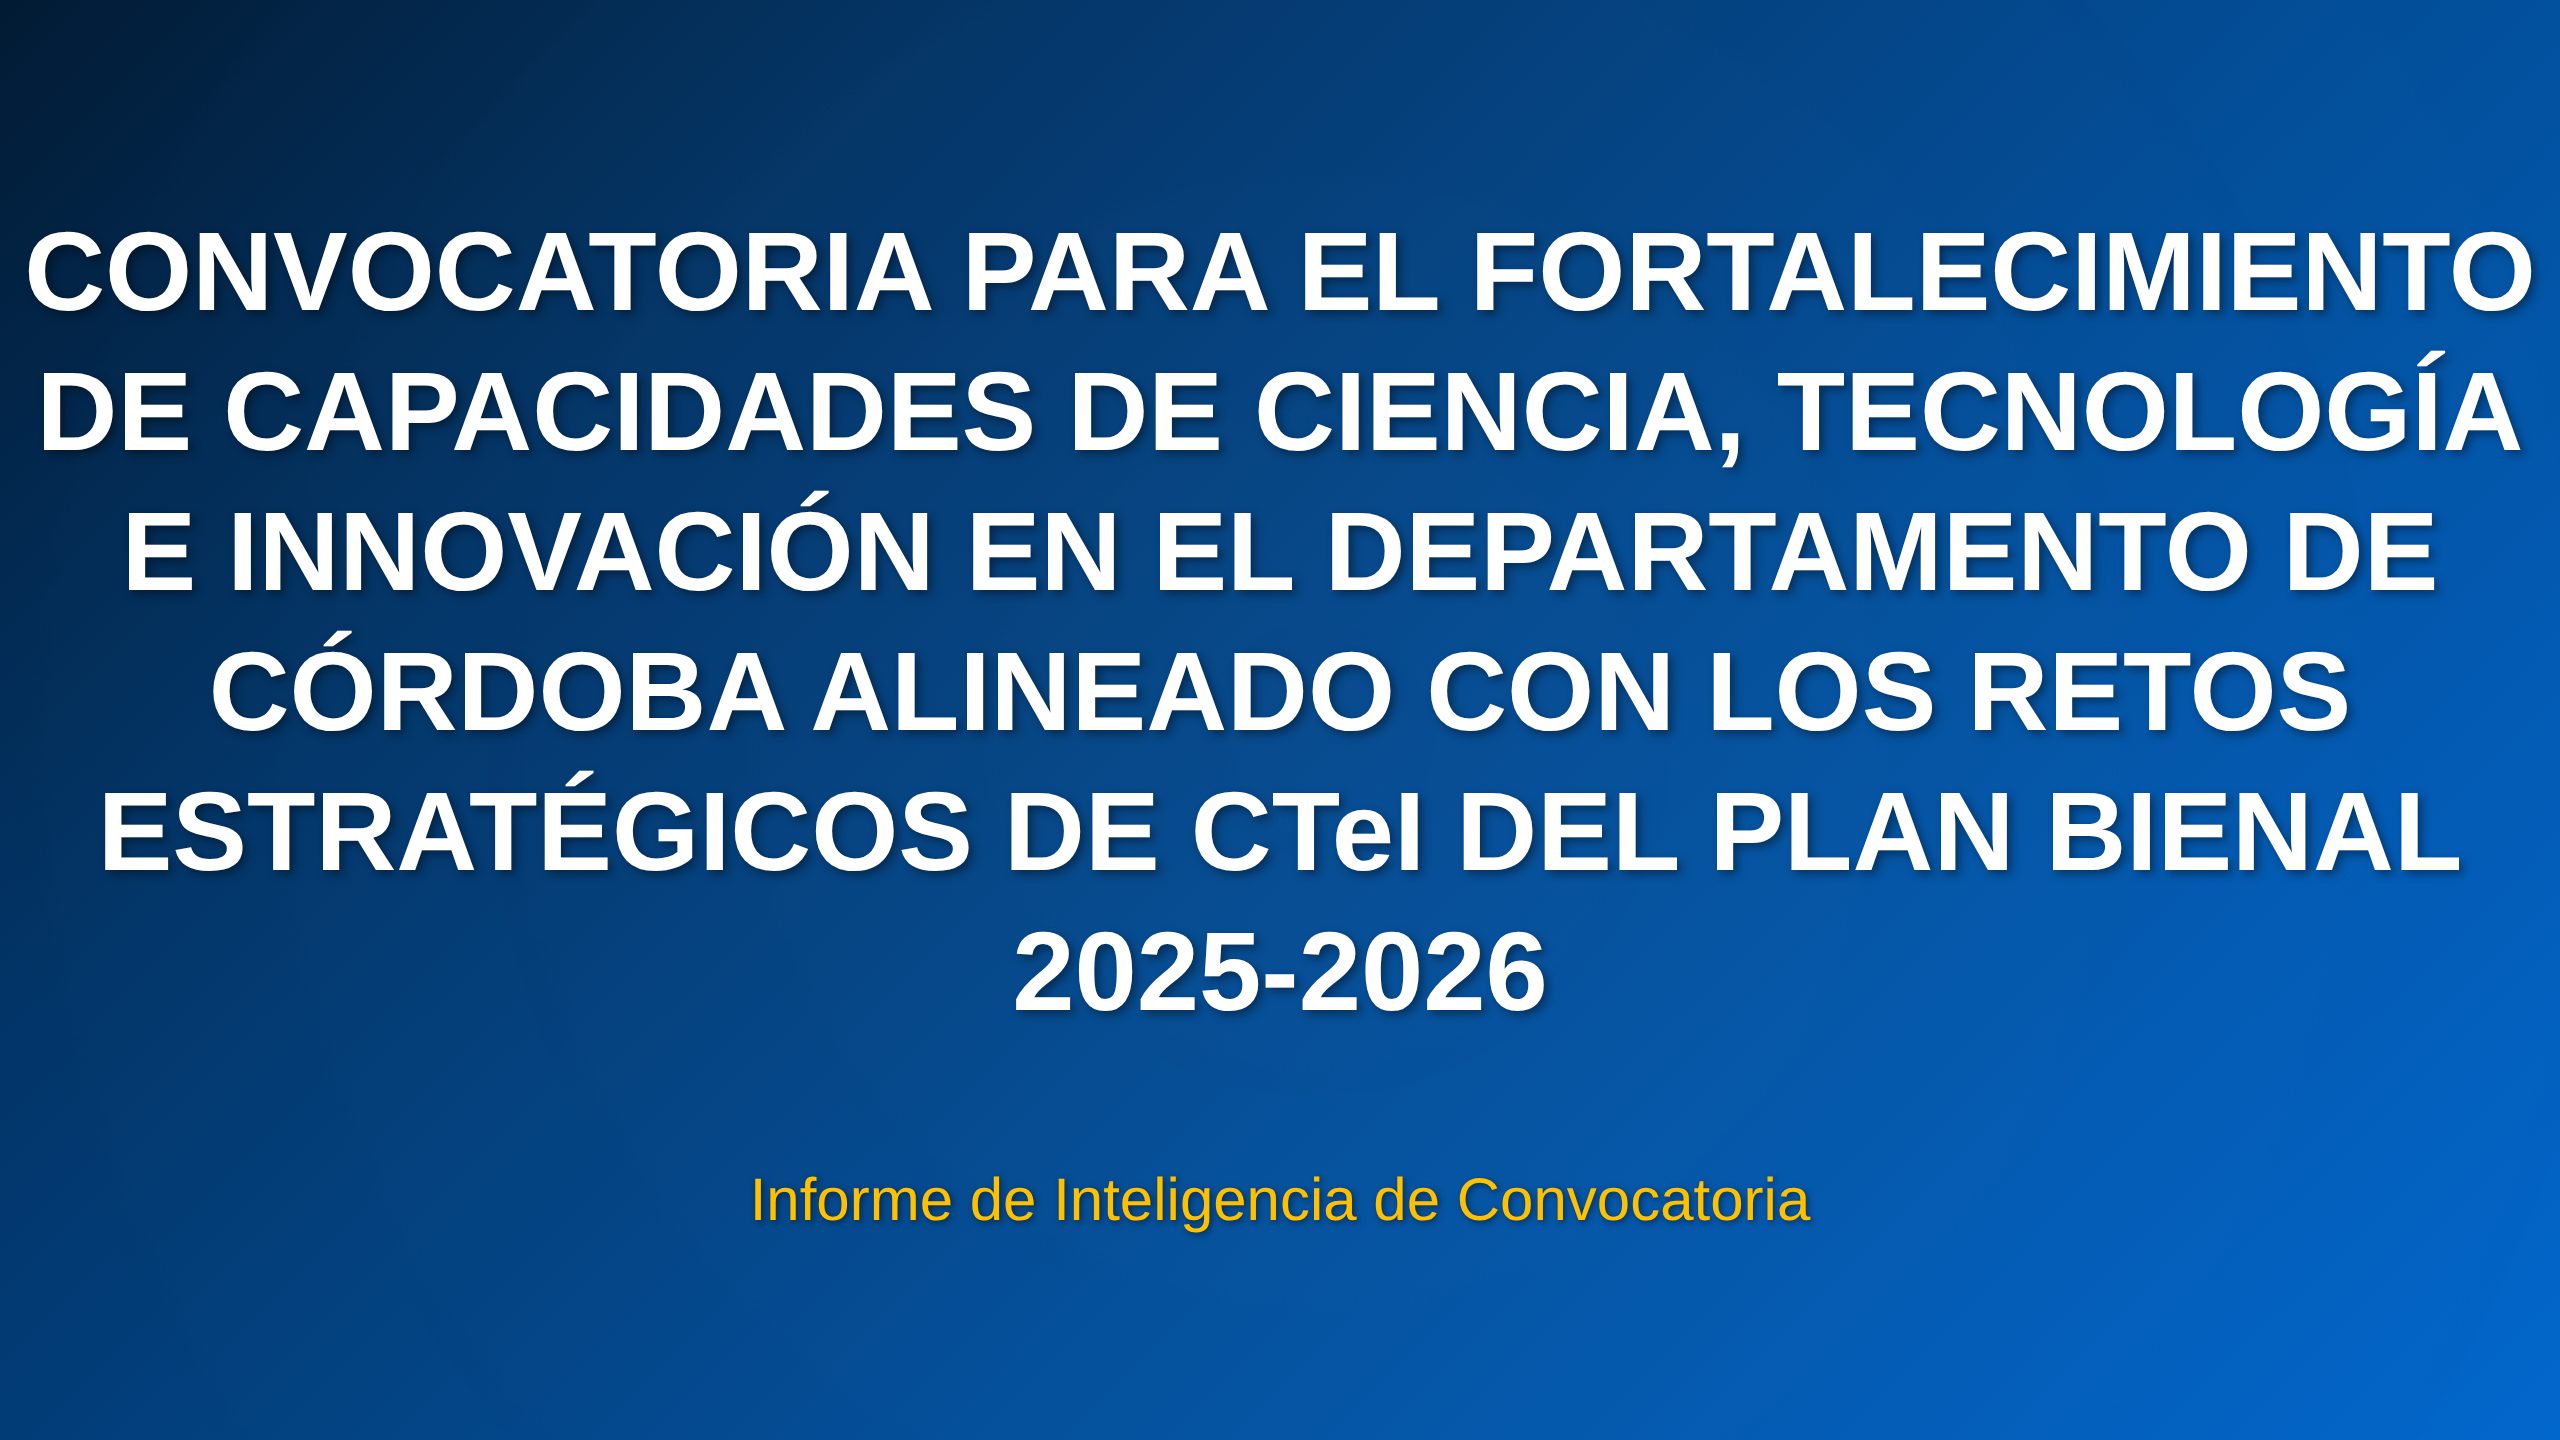 CONVOCATORIA PARA EL FORTALECIMIENTO
DE CAPACIDADES DE CIENCIA, TECNOLOGÍA
E INNOVACIÓN EN EL DEPARTAMENTO DE
CÓRDOBA ALINEADO CON LOS RETOS
ESTRATÉGICOS DE CTeI DEL PLAN BIENAL
2025-2026
Informe de Inteligencia de Convocatoria